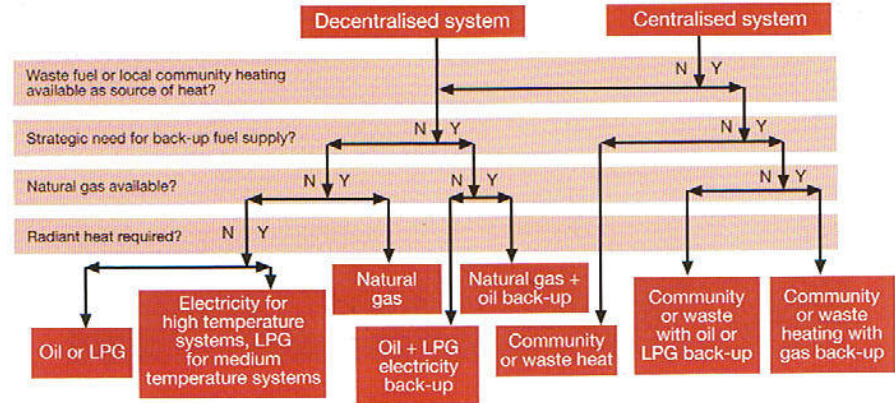 Decentralised system
Centralised system
Waste fuel or local community heating
available as source of heat?
N Y
Strategic need for back-up fuel supply?
N Y
N Y
Natural gas available?
N Y
N Y
N Y
Radiant heat required?
N Y
Oil or LPG
Electricity for
high temperature
systems, LPG
for medium
temperature systems
Natural
gas
Oil + LPG
electricity
back-up
Natural gas +
oil back-up
Community
or waste heat
Community
or waste
with oil or
LPG back-up
Community
or waste
heating with
gas back-up